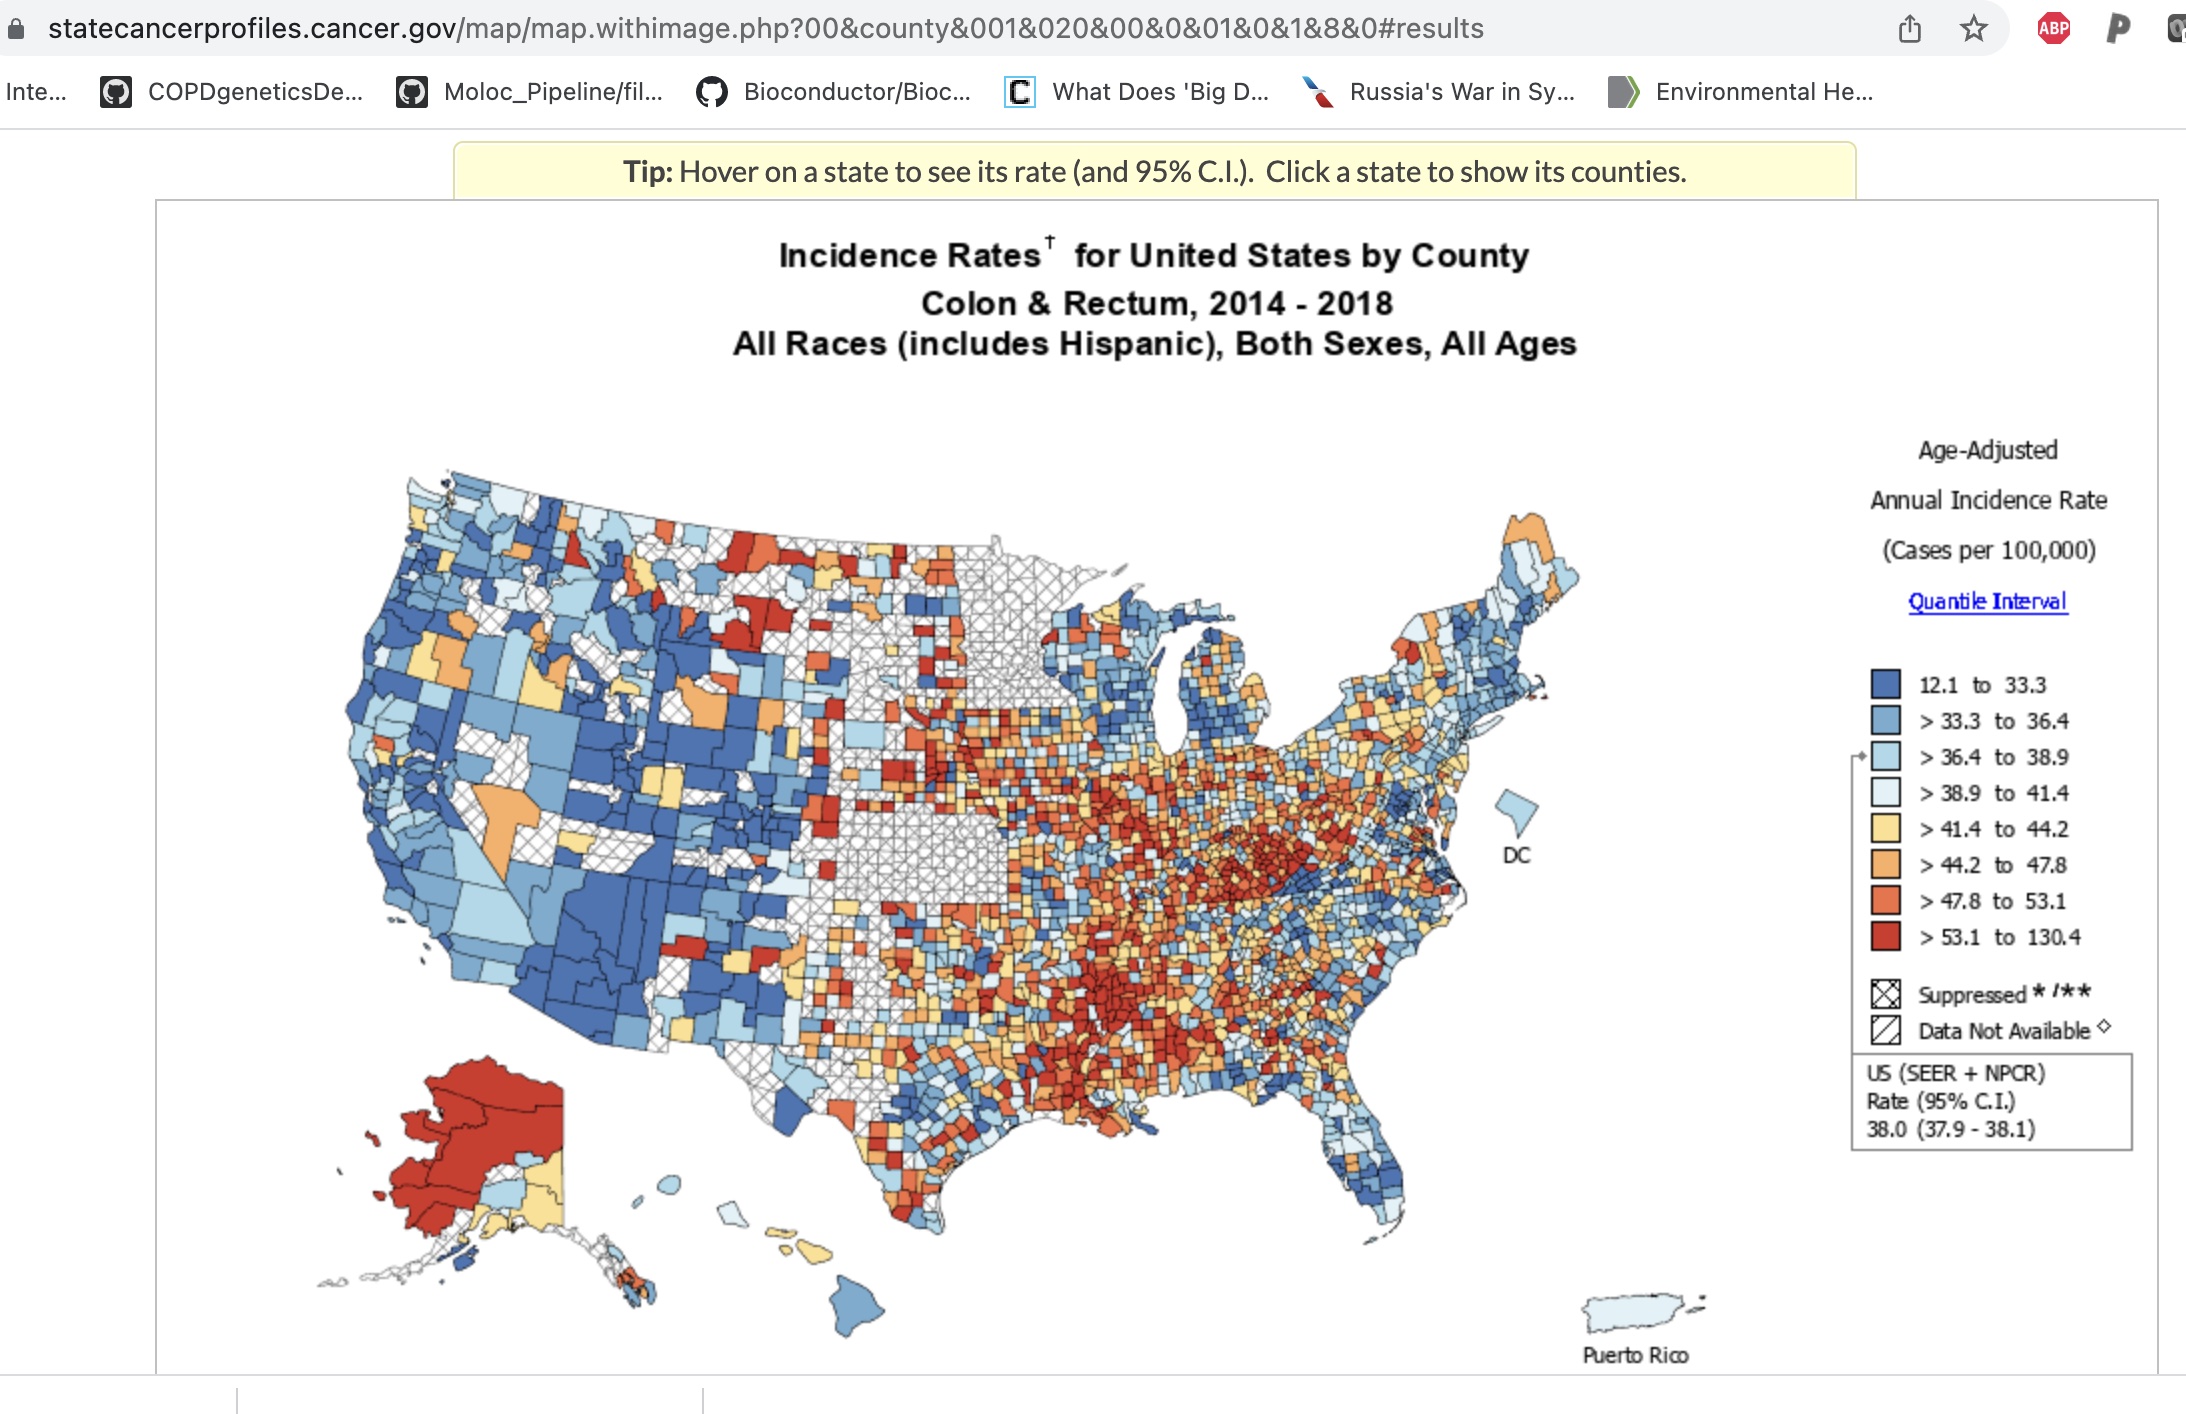 statecancerprofiles.cancer.gov/map/map.withimage.php?00&county&001&020&00&0&01&0&1&8&0#results
ABP
Inte... COPDgeneticsDe... Moloc_Pipeline/fil... Bioconductor/Bioc... What Does 'Big D... Russia's War in Sy... Environmental He...
Tip: Hover on a state to see its rate (and 95% C.I.). Click a state to show its counties.
Incidence Rates† for United States by County
Colon & Rectum, 2014 - 2018
All Races (includes Hispanic), Both Sexes, All Ages
Age-Adjusted
Annual Incidence Rate
(Cases per 100,000)
Quantile Interval
12.1 to 33.3
> 33.3 to 36.4
> 36.4 to 38.9
> 38.9 to 41.4
> 41.4 to 44.2
> 44.2 to 47.8
> 47.8 to 53.1
> 53.1 to 130.4
Suppressed * /**
Data Not Available ◇
US (SEER + NPCR)
Rate (95% C.I.)
38.0 (37.9 - 38.1)
DC
Puerto Rico